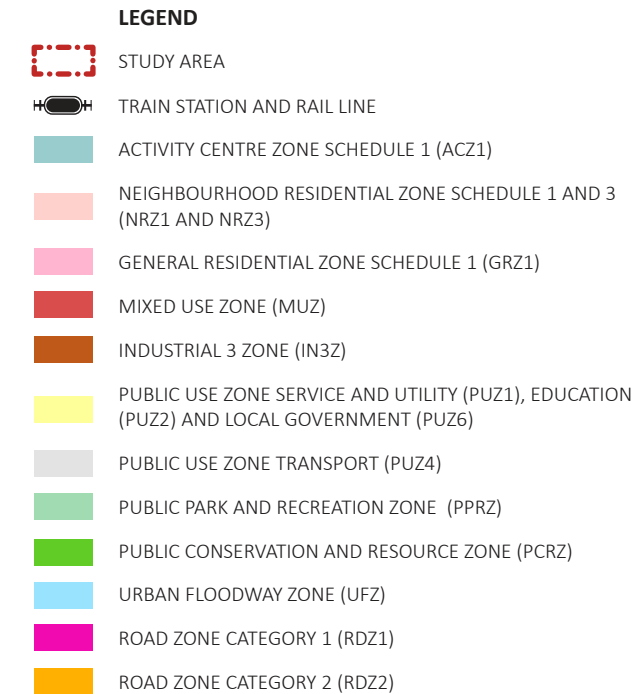 LEGEND
STUDY AREA
TRAIN STATION AND RAIL LINE
ACTIVITY CENTRE ZONE SCHEDULE 1 (ACZ1)
NEIGHBOURHOOD RESIDENTIAL ZONE SCHEDULE 1 AND 3
(NRZ1 AND NRZ3)
GENERAL RESIDENTIAL ZONE SCHEDULE 1 (GRZ1)
MIXED USE ZONE (MUZ)
INDUSTRIAL 3 ZONE (IN3Z)
PUBLIC USE ZONE SERVICE AND UTILITY (PUZ1), EDUCATION
(PUZ2) AND LOCAL GOVERNMENT (PUZ6)
PUBLIC USE ZONE TRANSPORT (PUZ4)
PUBLIC PARK AND RECREATION ZONE (PPRZ)
PUBLIC CONSERVATION AND RESOURCE ZONE (PCRZ)
URBAN FLOODWAY ZONE (UFZ)
ROAD ZONE CATEGORY 1 (RDZ1)
ROAD ZONE CATEGORY 2 (RDZ2)